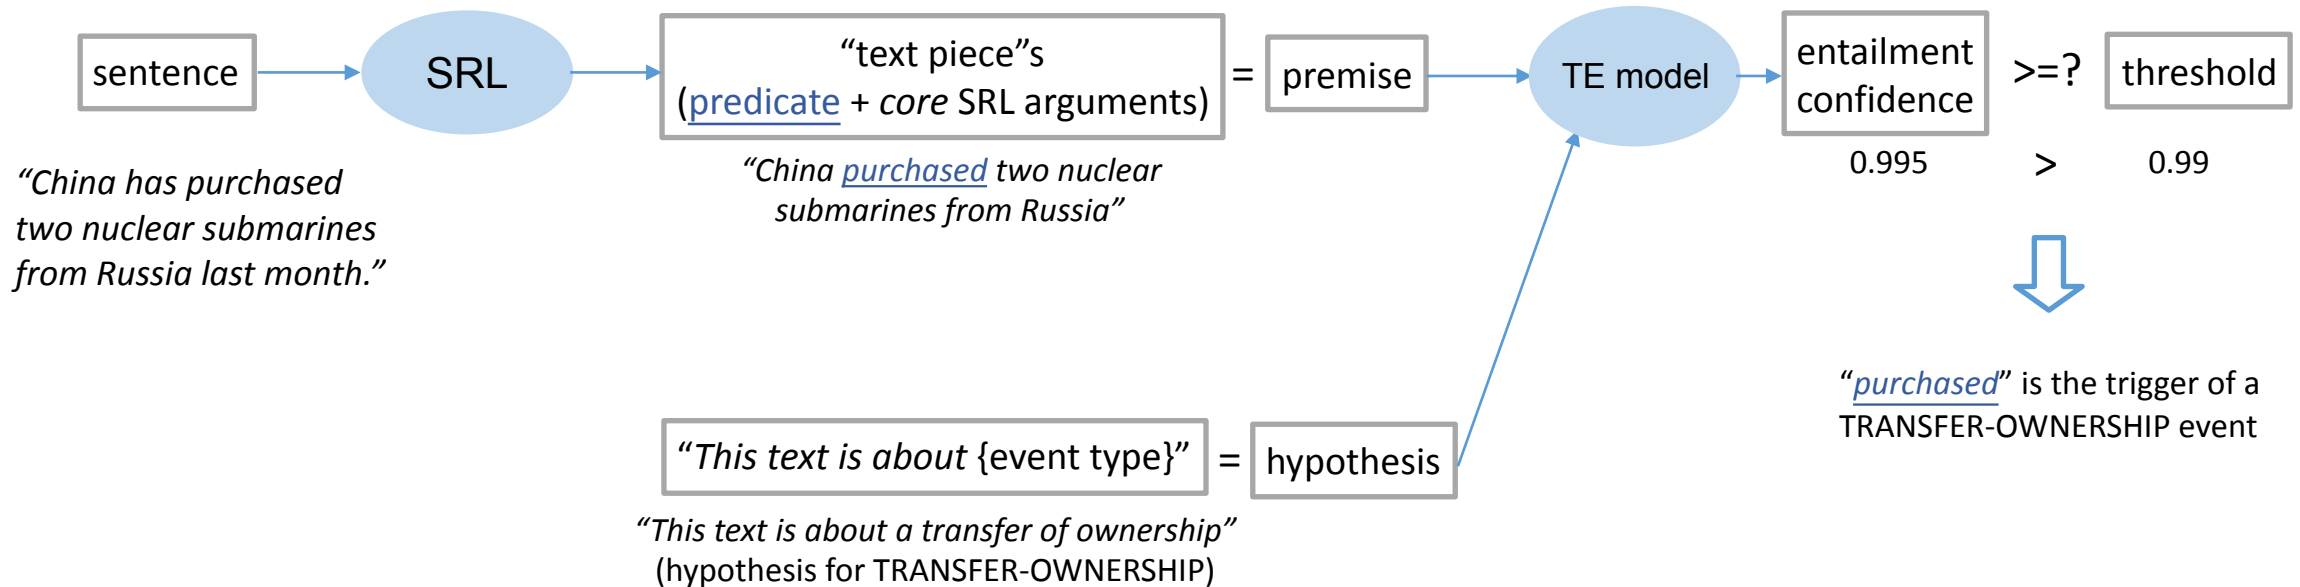 sentence
SRL
“text piece”s
(predicate + core SRL arguments)
=
premise
TE model
entailment
confidence
>=?
threshold
“China has purchased
two nuclear submarines
from Russia last month.”
“China purchased two nuclear
submarines from Russia”
0.995
>
0.99
“This text is about {event type}”
=
hypothesis
“This text is about a transfer of ownership”
(hypothesis for TRANSFER-OWNERSHIP)
“purchased” is the trigger of a
TRANSFER-OWNERSHIP event